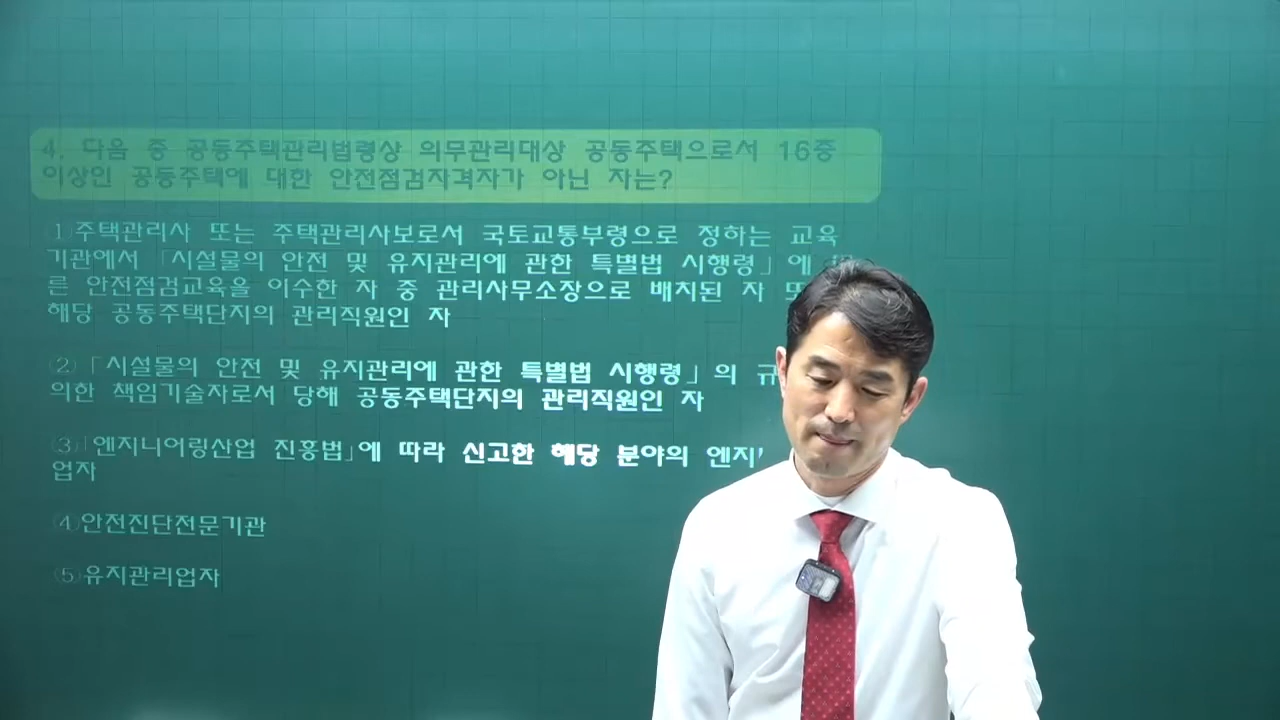 4. 다음 중 공동주택관리법령상 의무관리대상 공동주택으로서 16층
이상인 공동주택에 대한 안전점검자격자가 아닌 자는?
(1)주택관리사 또는 주택관리사보로서 국토교통부령으로 정하는 교육
기관에서 「시설물의 안전 및 유지관리에 관한 특별법 시행령」에
른 안전점검교육을 이수한 자 중 관리사무소장으로 배치된 자
해당 공동주택단지의 관리직원인 자
(2)「시설물의 안전 및 유지관리에 관한 특별법 시행령」의
의한 책임기술자로서 당해 공동주택단지의 관리직원인 자
(3)「엔지니어링산업 진흥법」에 따라 신고한 해당 분야의 엔지
업자
(4)안전진단전문기관
(5)유지관리업자